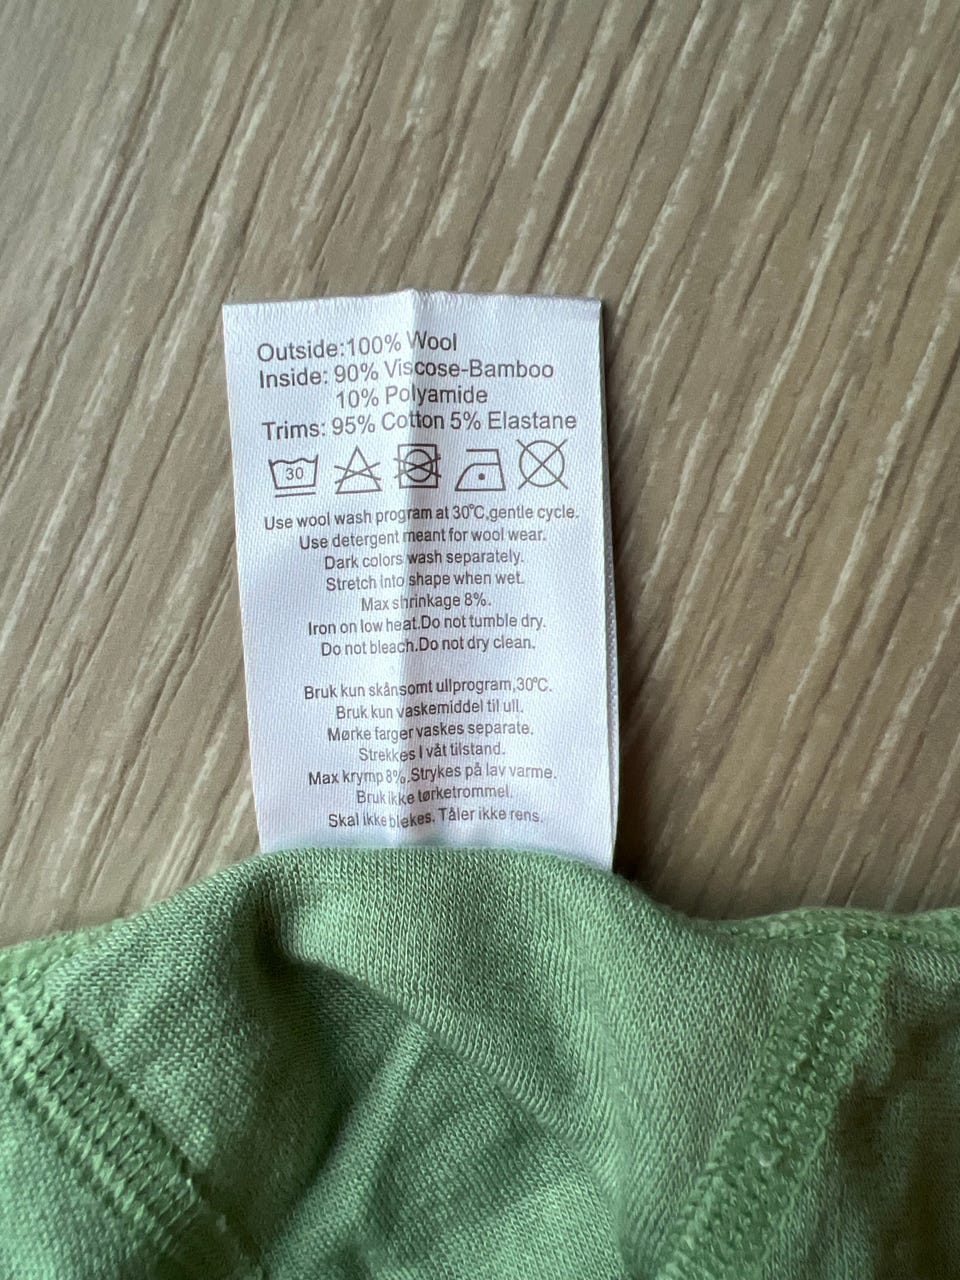 Outside:100% Wool
Inside: 90% Viscose-Bamboo
10% Polyamide
Trims: 95% Cotton 5% Elastane
30
Use wool wash program at 30°C,gentle cycle.
Use detergent meant for wool wear.
Dark colors wash separately.
Stretch into shape when wet.
Max shrinkage 8%.
Iron on low heat.Do not tumble dry.
Do not bleach.Do not dry clean.
Bruk kun skånsomt ullprogram,30°C.
Bruk kun vaskemiddel til ull.
Mørke farger vaskes separate.
Strekkes I våt tilstand.
Max krymp 8%.Strykes på lav varme.
Bruk ikke tørketrommel.
Skal ikke blekes. Tåler ikke rens.